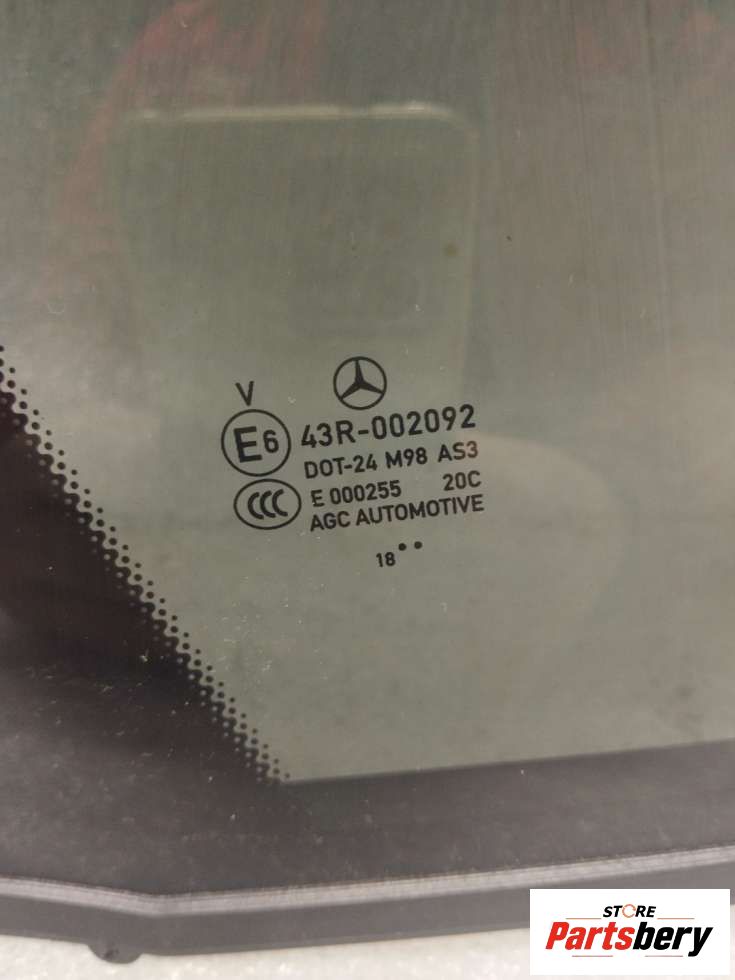 V
E6 43R-002092
DOT-24 M98 AS3
CCC E 000255 20C
AGC AUTOMOTIVE
18••
STORE
Partsbery